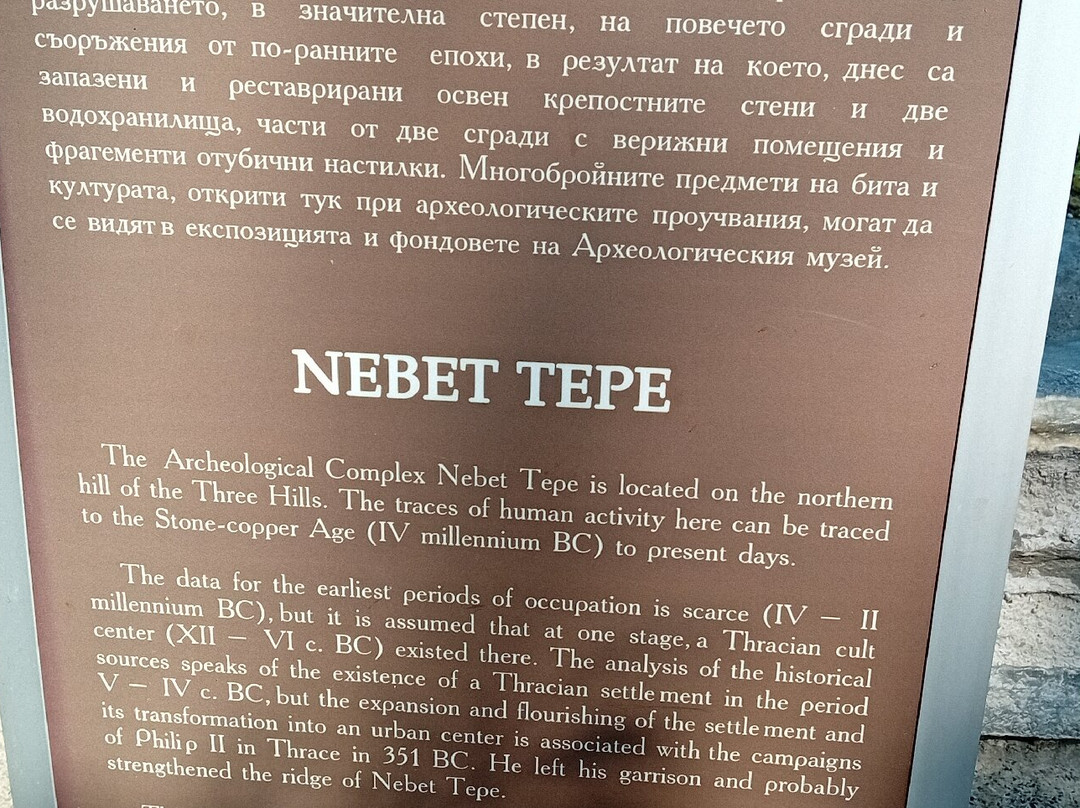 разрушаването, в значителна степен, на повечето сгради и
съоръжения от по-ранните епохи, в резултат на което, днес са
запазени и реставрирани освен крепостните стени и две
водохранилища, части от две сгради с верижни помещения и
фрагементи отубични настилки. Многобройните предмети на бита и
културата, открити тук при археологическите проучвания, могат да
се видят в експозицията и фондовете на Археологическия музей.
NEBET TEPE
The Archeological Complex Nebet Tepe is located on the northern
hill of the Three Hills. The traces of human activity here can be traced
to the Stone-copper Age (IV millennium BC) to present days.
The data for the earliest periods of occupation is scarce (IV – II
millennium BC), but it is assumed that at one stage, a Thracian cult
center (XII – VI c. BC) existed there. The analysis of the historical
sources speaks of the existence of a Thracian settlement in the period
V – IV c. BC, but the expansion and flourishing of the settlement and
its transformation into an urban center is associated with the campaigns
of Philip II in Thrace in 351 BC. He left his garrison and probably
strengthened the ridge of Nebet Tepe.